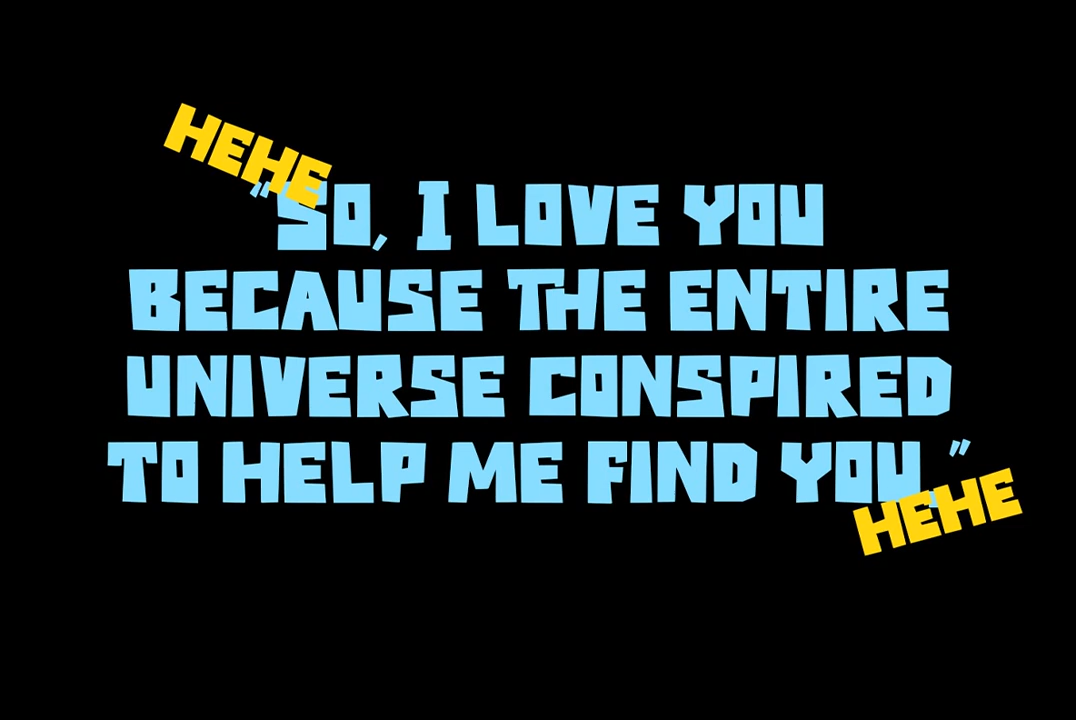 HEHE
"SO, I LOVE YOU
BECAUSE THE ENTIRE
UNIVERSE CONSPIRED
TO HELP ME FIND YOU."
HEHE